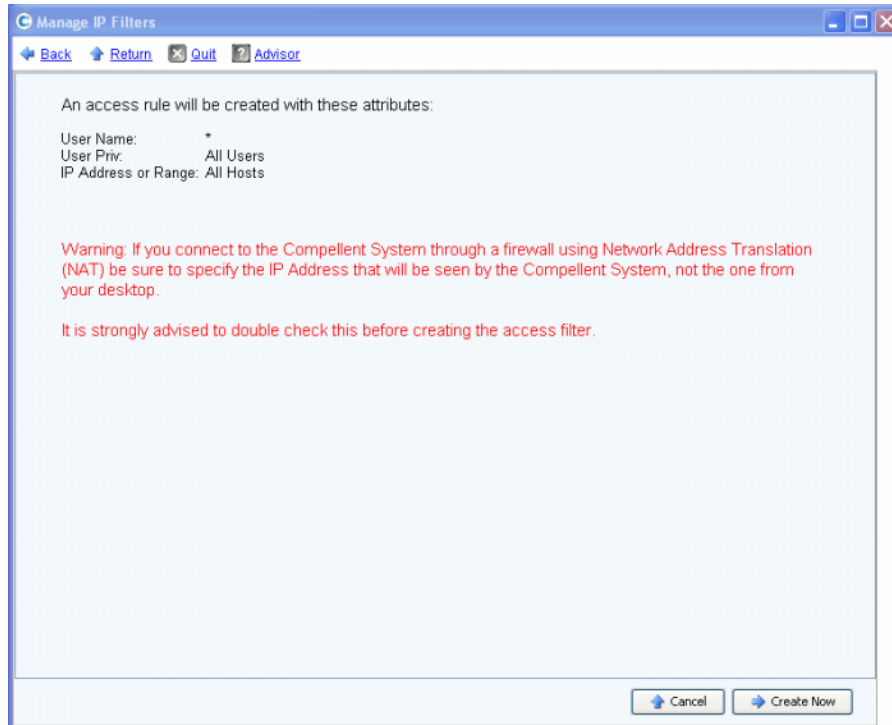 Manage IP Filters
Back Return Quit Advisor
An access rule will be created with these attributes:
User Name: *
User Priv: All Users
IP Address or Range: All Hosts
Warning: If you connect to the Compellent System through a firewall using Network Address Translation
(NAT) be sure to specify the IP Address that will be seen by the Compellent System, not the one from
your desktop.
It is strongly advised to double check this before creating the access filter.
Cancel Create Now